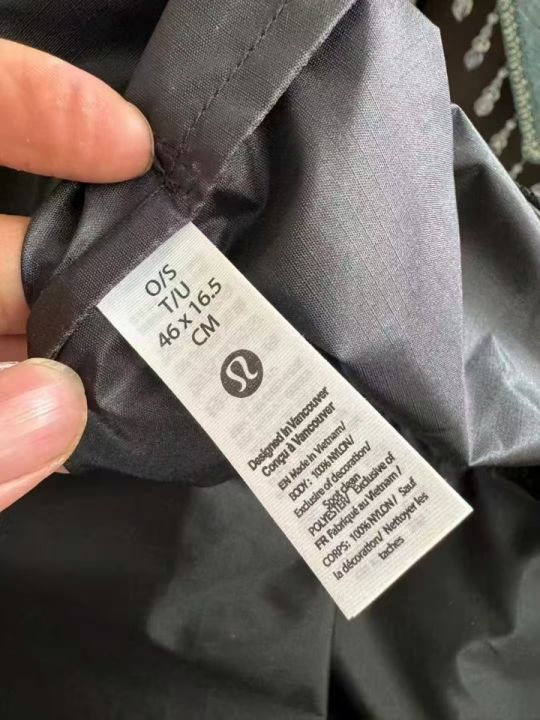 O/S
T/U
46 x 16.5
CM
Designed in Vancouver
Conçu à Vancouver
EN Made in Vietnam/
BODY: 100% NYLON/
Exclusive of decoration/
Spot clean
POLYESTER/ Exclusive of
FR Fabriqué au Vietnam/
CORPS: 100% NYLON/ Sauf
la décoration/ Nettoyer les
taches